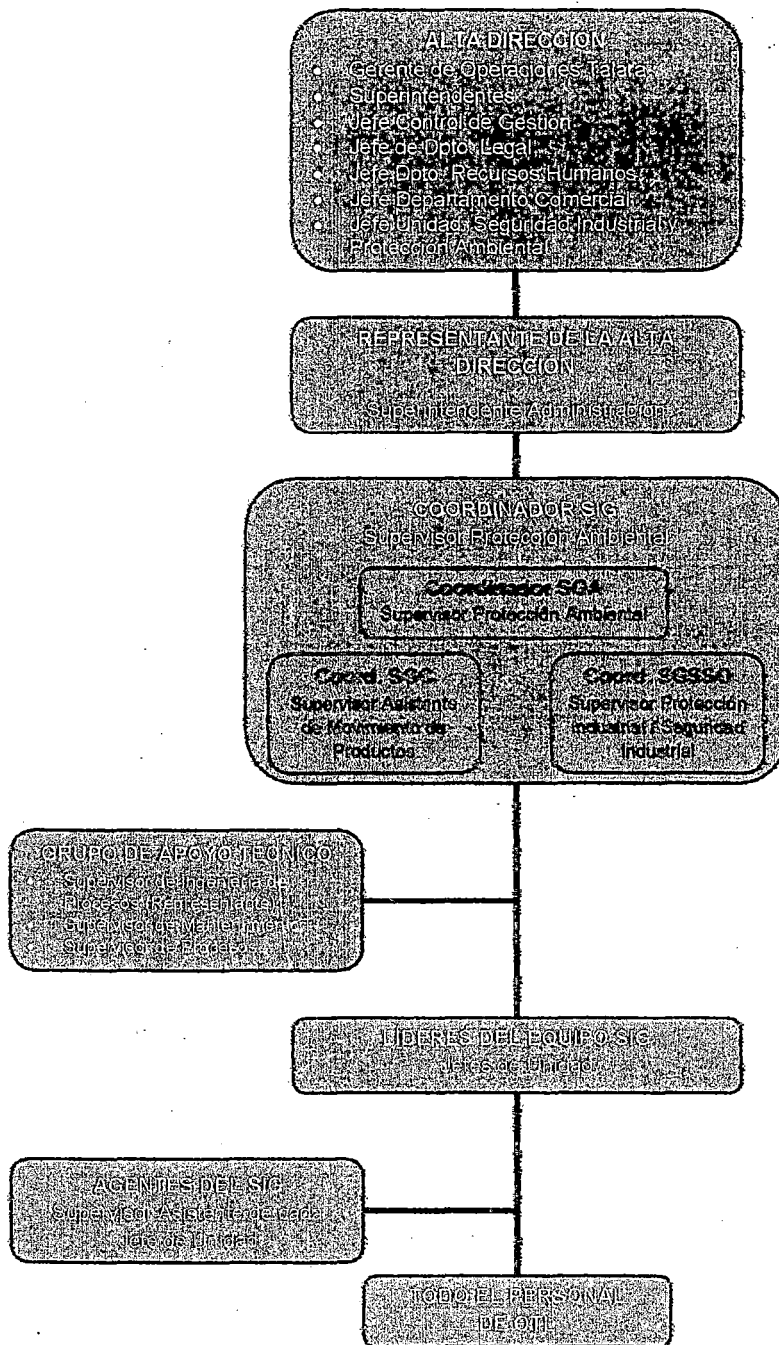 ALTA DIRECCION
• Gerente de Operaciones Talara
• Superintendentes
• Jefe Control de Gestión
• Jefe de Dpto. Legal
• Jefe Dpto. Recursos Humanos
• Jefe Departamento Comercial
• Jefe Unidad Seguridad Industrial y
Protección Ambiental
REPRESENTANTE DE LA ALTA
DIRECCION
Superintendente Administración
COORDINADOR SIG
Supervisor Protección Ambiental
Coordinador SGA
Supervisor Protección Ambiental
Coord. SGC
Supervisor Asistente
de Movimiento de
Productos
Coord. SGSSO
Supervisor Protección
Industrial / Seguridad
Industrial
GRUPO DE APOYO TECNICO
• Supervisor de Ingeniería de
Procesos (Representante)
• Supervisor de Mantenimiento
• Supervisor de Proceso
LIDERES DEL EQUIPO SIG
Jefes de Unidad
AGENTES DEL SIG
Supervisor Asistente de cada
Jefe de Unidad
TODO EL PERSONAL
DE OTL